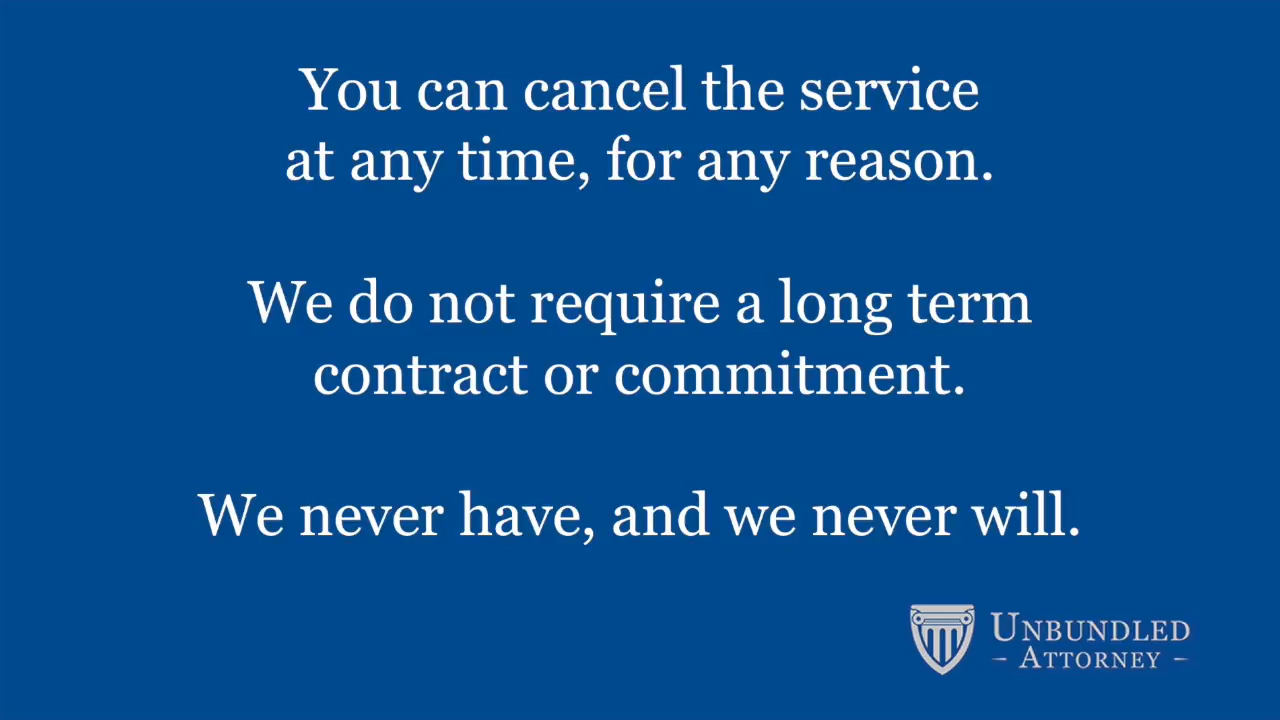 You can cancel the service
at any time, for any reason.
We do not require a long term
contract or commitment.
We never have, and we never will.
UNBUNDLED
- ATTORNEY -